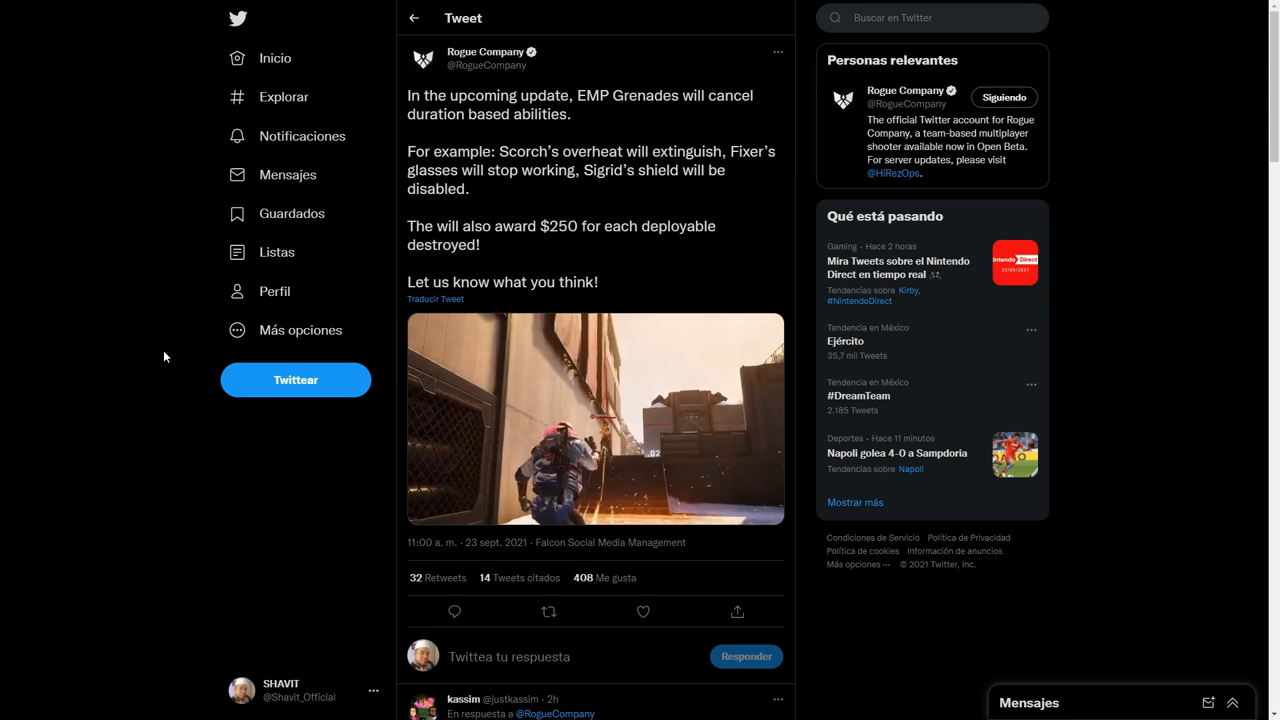 Inicio
Explorar
Notificaciones
Mensajes
Guardados
Listas
Perfil
Más opciones
Twittear
SHAVIT
@Shavit_Official
Tweet
Rogue Company
@RogueCompany
In the upcoming update, EMP Grenades will cancel
duration based abilities.
For example: Scorch’s overheat will extinguish, Fixer’s
glasses will stop working, Sigrid’s shield will be
disabled.
The will also award $250 for each deployable
destroyed!
Let us know what you think!
Traducir Tweet
02
11:00 a. m. · 23 sept. 2021 · Falcon Social Media Management
32 Retweets 14 Tweets citados 408 Me gusta
Twittea tu respuesta
Responder
kassim @justkassim · 2h
En respuesta a @RogueCompany
Buscar en Twitter
Personas relevantes
Rogue Company
@RogueCompany
Siguiendo
The official Twitter account for Rogue
Company, a team-based multiplayer
shooter available now in Open Beta.
For server updates, please visit
@HiRezOps.
Qué está pasando
Gaming · Hace 2 horas
Mira Tweets sobre el Nintendo
Direct en tiempo real
Tendencias sobre Kirby,
#NintendoDirect
Tendencia en México
Ejército
35,7 mil Tweets
Tendencia en México
#DreamTeam
2.185 Tweets
Deportes · Hace 11 minutos
Napoli golea 4-0 a Sampdoria
Tendencias sobre Napoli
Mostrar más
Condiciones de Servicio Política de Privacidad
Política de cookies Información de anuncios
Más opciones ··· © 2021 Twitter, Inc.
Mensajes